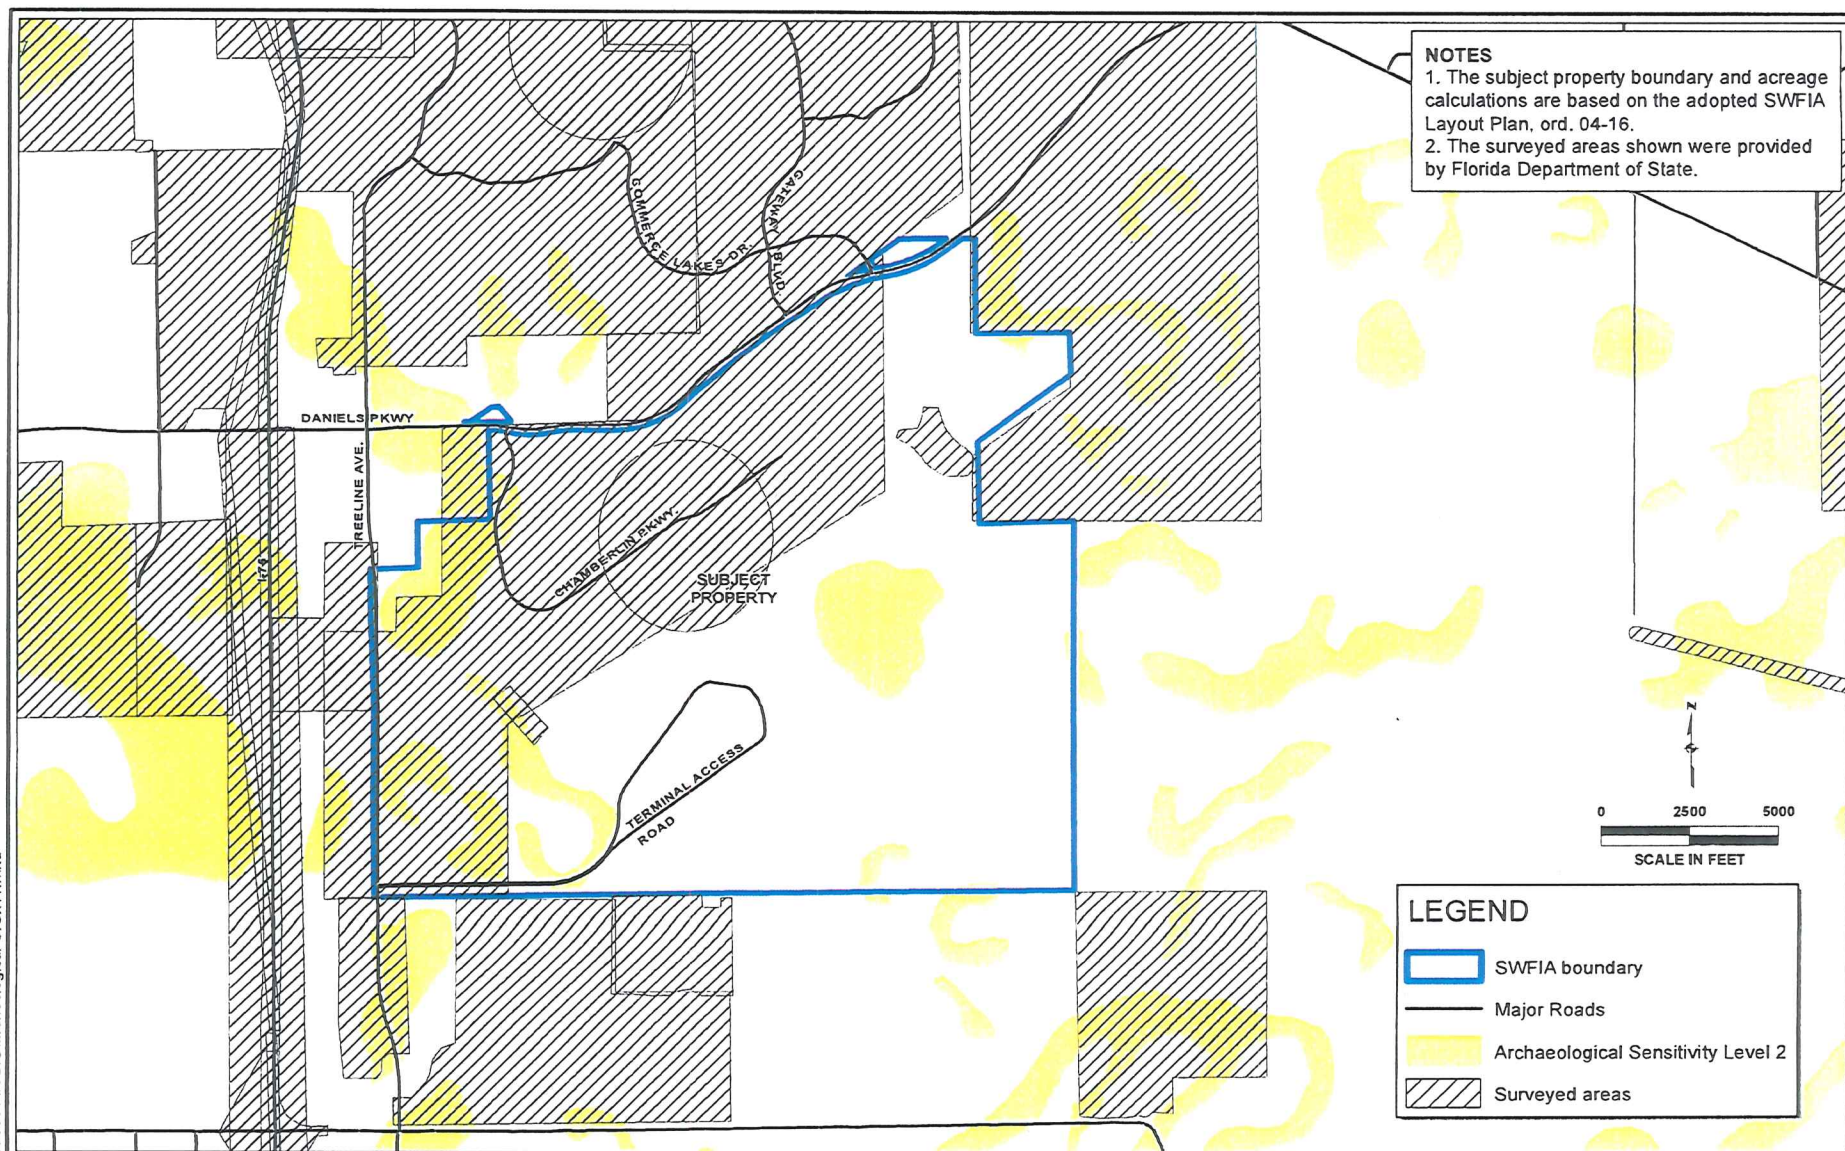 NOTES
1. The subject property boundary and acreage
calculations are based on the adopted SWFIA
Layout Plan, ord. 04-16.
2. The surveyed areas shown were provided
by Florida Department of State.
COMMERCE LAKES DR.
GATEWAY BLVD.
DANIELS PKWY
TREELINE AVE.
I-75
CHAMBERLIN PKWY.
SUBJECT
PROPERTY
TERMINAL ACCESS
ROAD
N
0 2500 5000
SCALE IN FEET
LEGEND
SWFIA boundary
Major Roads
Archaeological Sensitivity Level 2
Surveyed areas